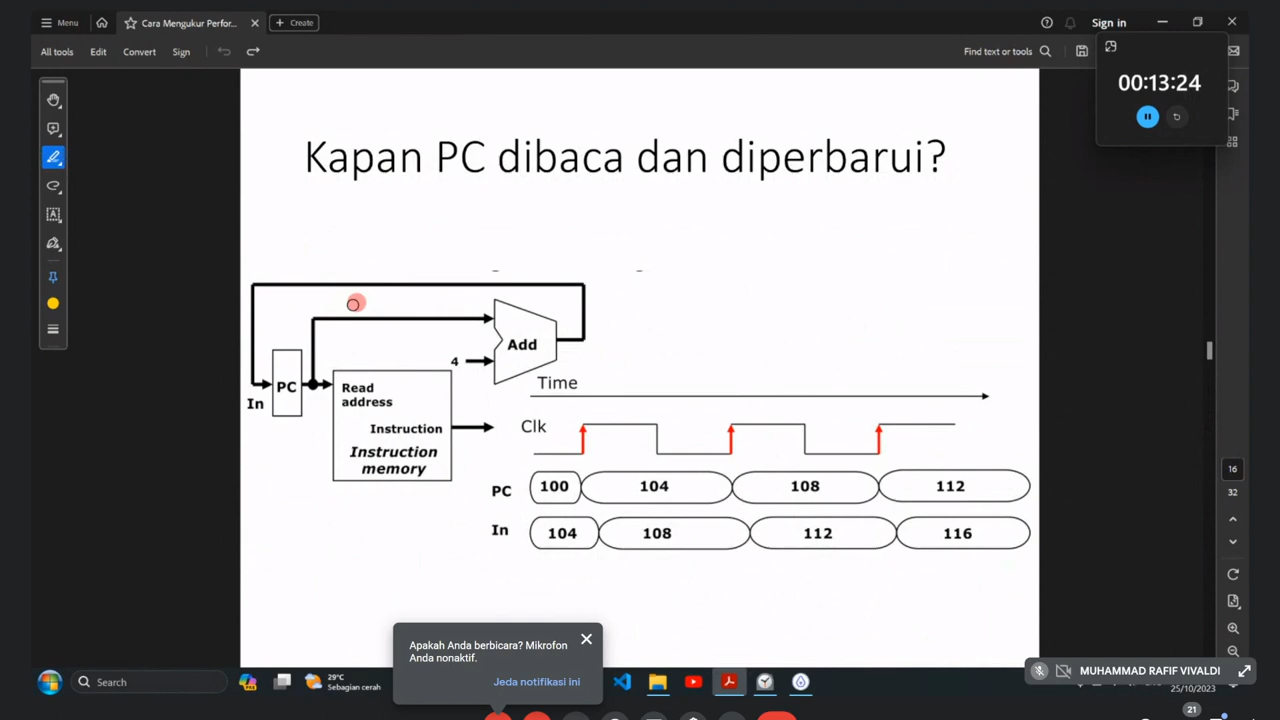 Menu
Cara Mengukur Perfor...
Create
Sign in
All tools
Edit
Convert
Sign
Find text or tools
00:13:24
Kapan PC dibaca dan diperbarui?
Add
4
PC
In
Read
address
Instruction
Instruction
memory
Time
Clk
PC
100
104
108
112
In
104
108
112
116
16
32
Apakah Anda berbicara? Mikrofon
Anda nonaktif.
Jeda notifikasi ini
MUHAMMAD RAFIF VIVALDI
Search
29°C
Sebagian cerah
25/10/2023
21